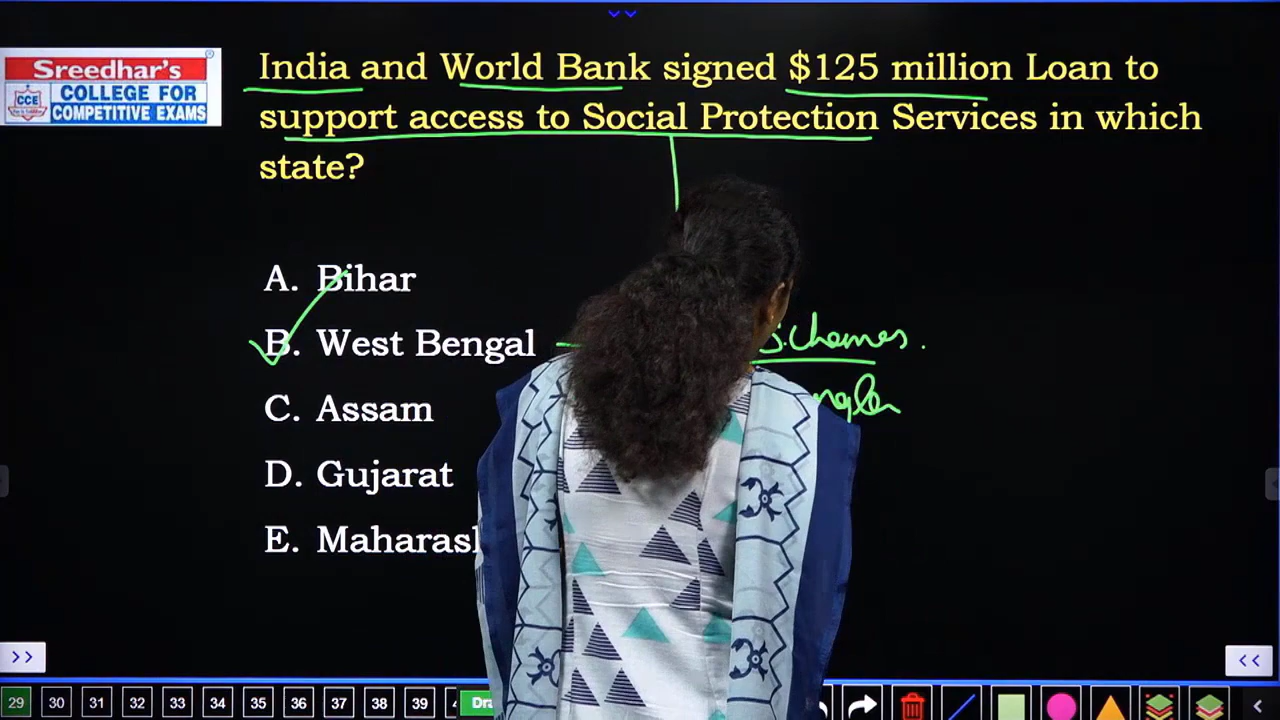 Sreedhar's
CCE
COLLEGE FOR
COMPETITIVE EXAMS
India and World Bank signed $125 million Loan to
support access to Social Protection Services in which
state?
A. Bihar
B. West Bengal
Schemes.
C. Assam
D. Gujarat
E.
>>
<<
29 30 31 32 33 34 35 36 37 38 39